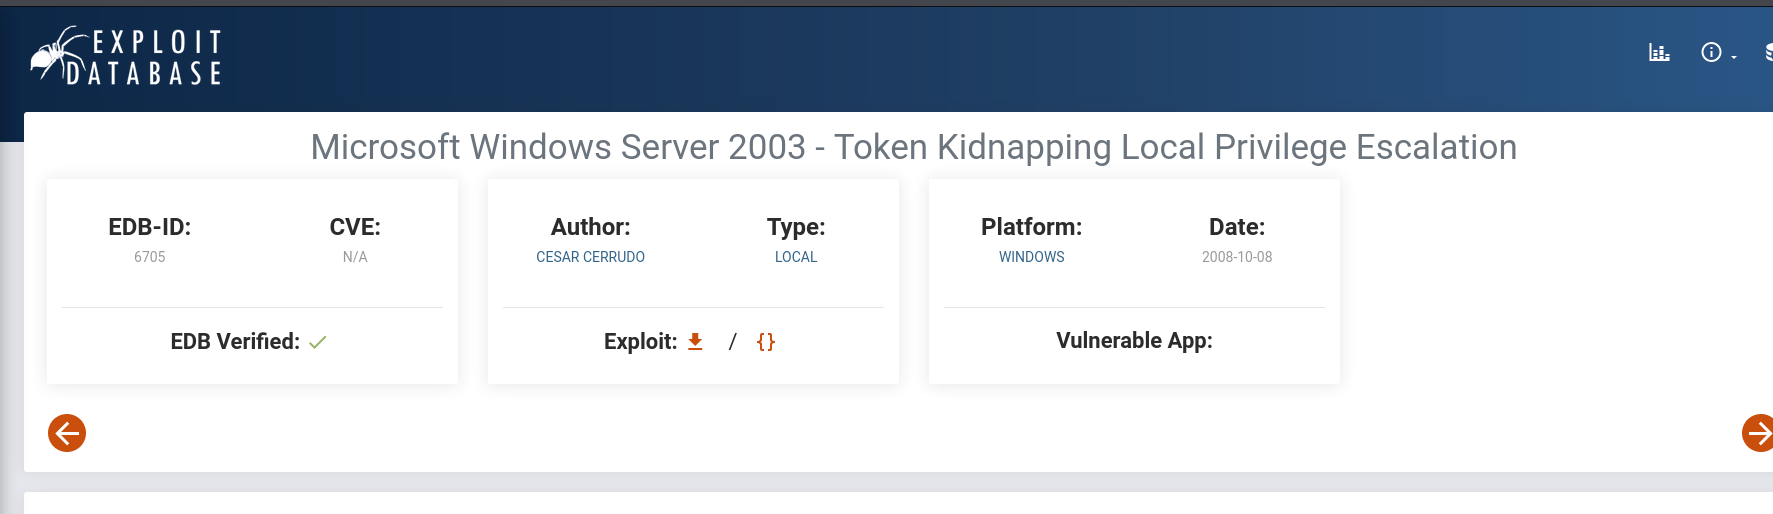 EXPLOIT
DATABASE
Microsoft Windows Server 2003 - Token Kidnapping Local Privilege Escalation
EDB-ID:
6705
CVE:
N/A
EDB Verified:
Author:
CESAR CERRUDO
Type:
LOCAL
Exploit: / {}
Platform:
WINDOWS
Date:
2008-10-08
Vulnerable App: